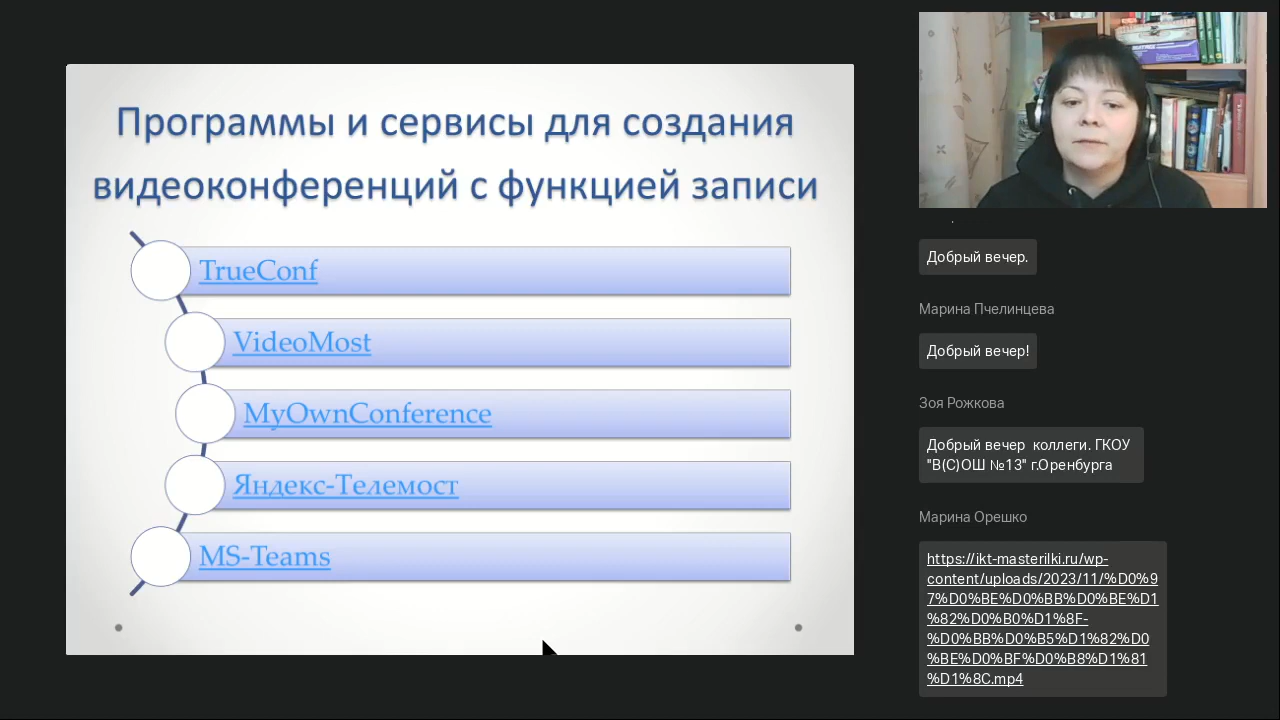 Программы и сервисы для создания
видеоконференций с функцией записи
TrueConf
VideoMost
MyOwnConference
Яндекс-Телемост
MS-Teams
Добрый вечер.
Марина Пчелинцева
Добрый вечер!
Зоя Рожкова
Добрый вечер  коллеги. ГКОУ
"В(С)ОШ №13" г.Оренбурга
Марина Орешко
https://ikt-masterilki.ru/wp-
content/uploads/2023/11/%D0%9
7%D0%BE%D0%BB%D0%BE%D1
%82%D0%B0%D1%8F-
%D0%BB%D0%B5%D1%82%D0
%BE%D0%BF%D0%B8%D1%81
%D1%8C.mp4